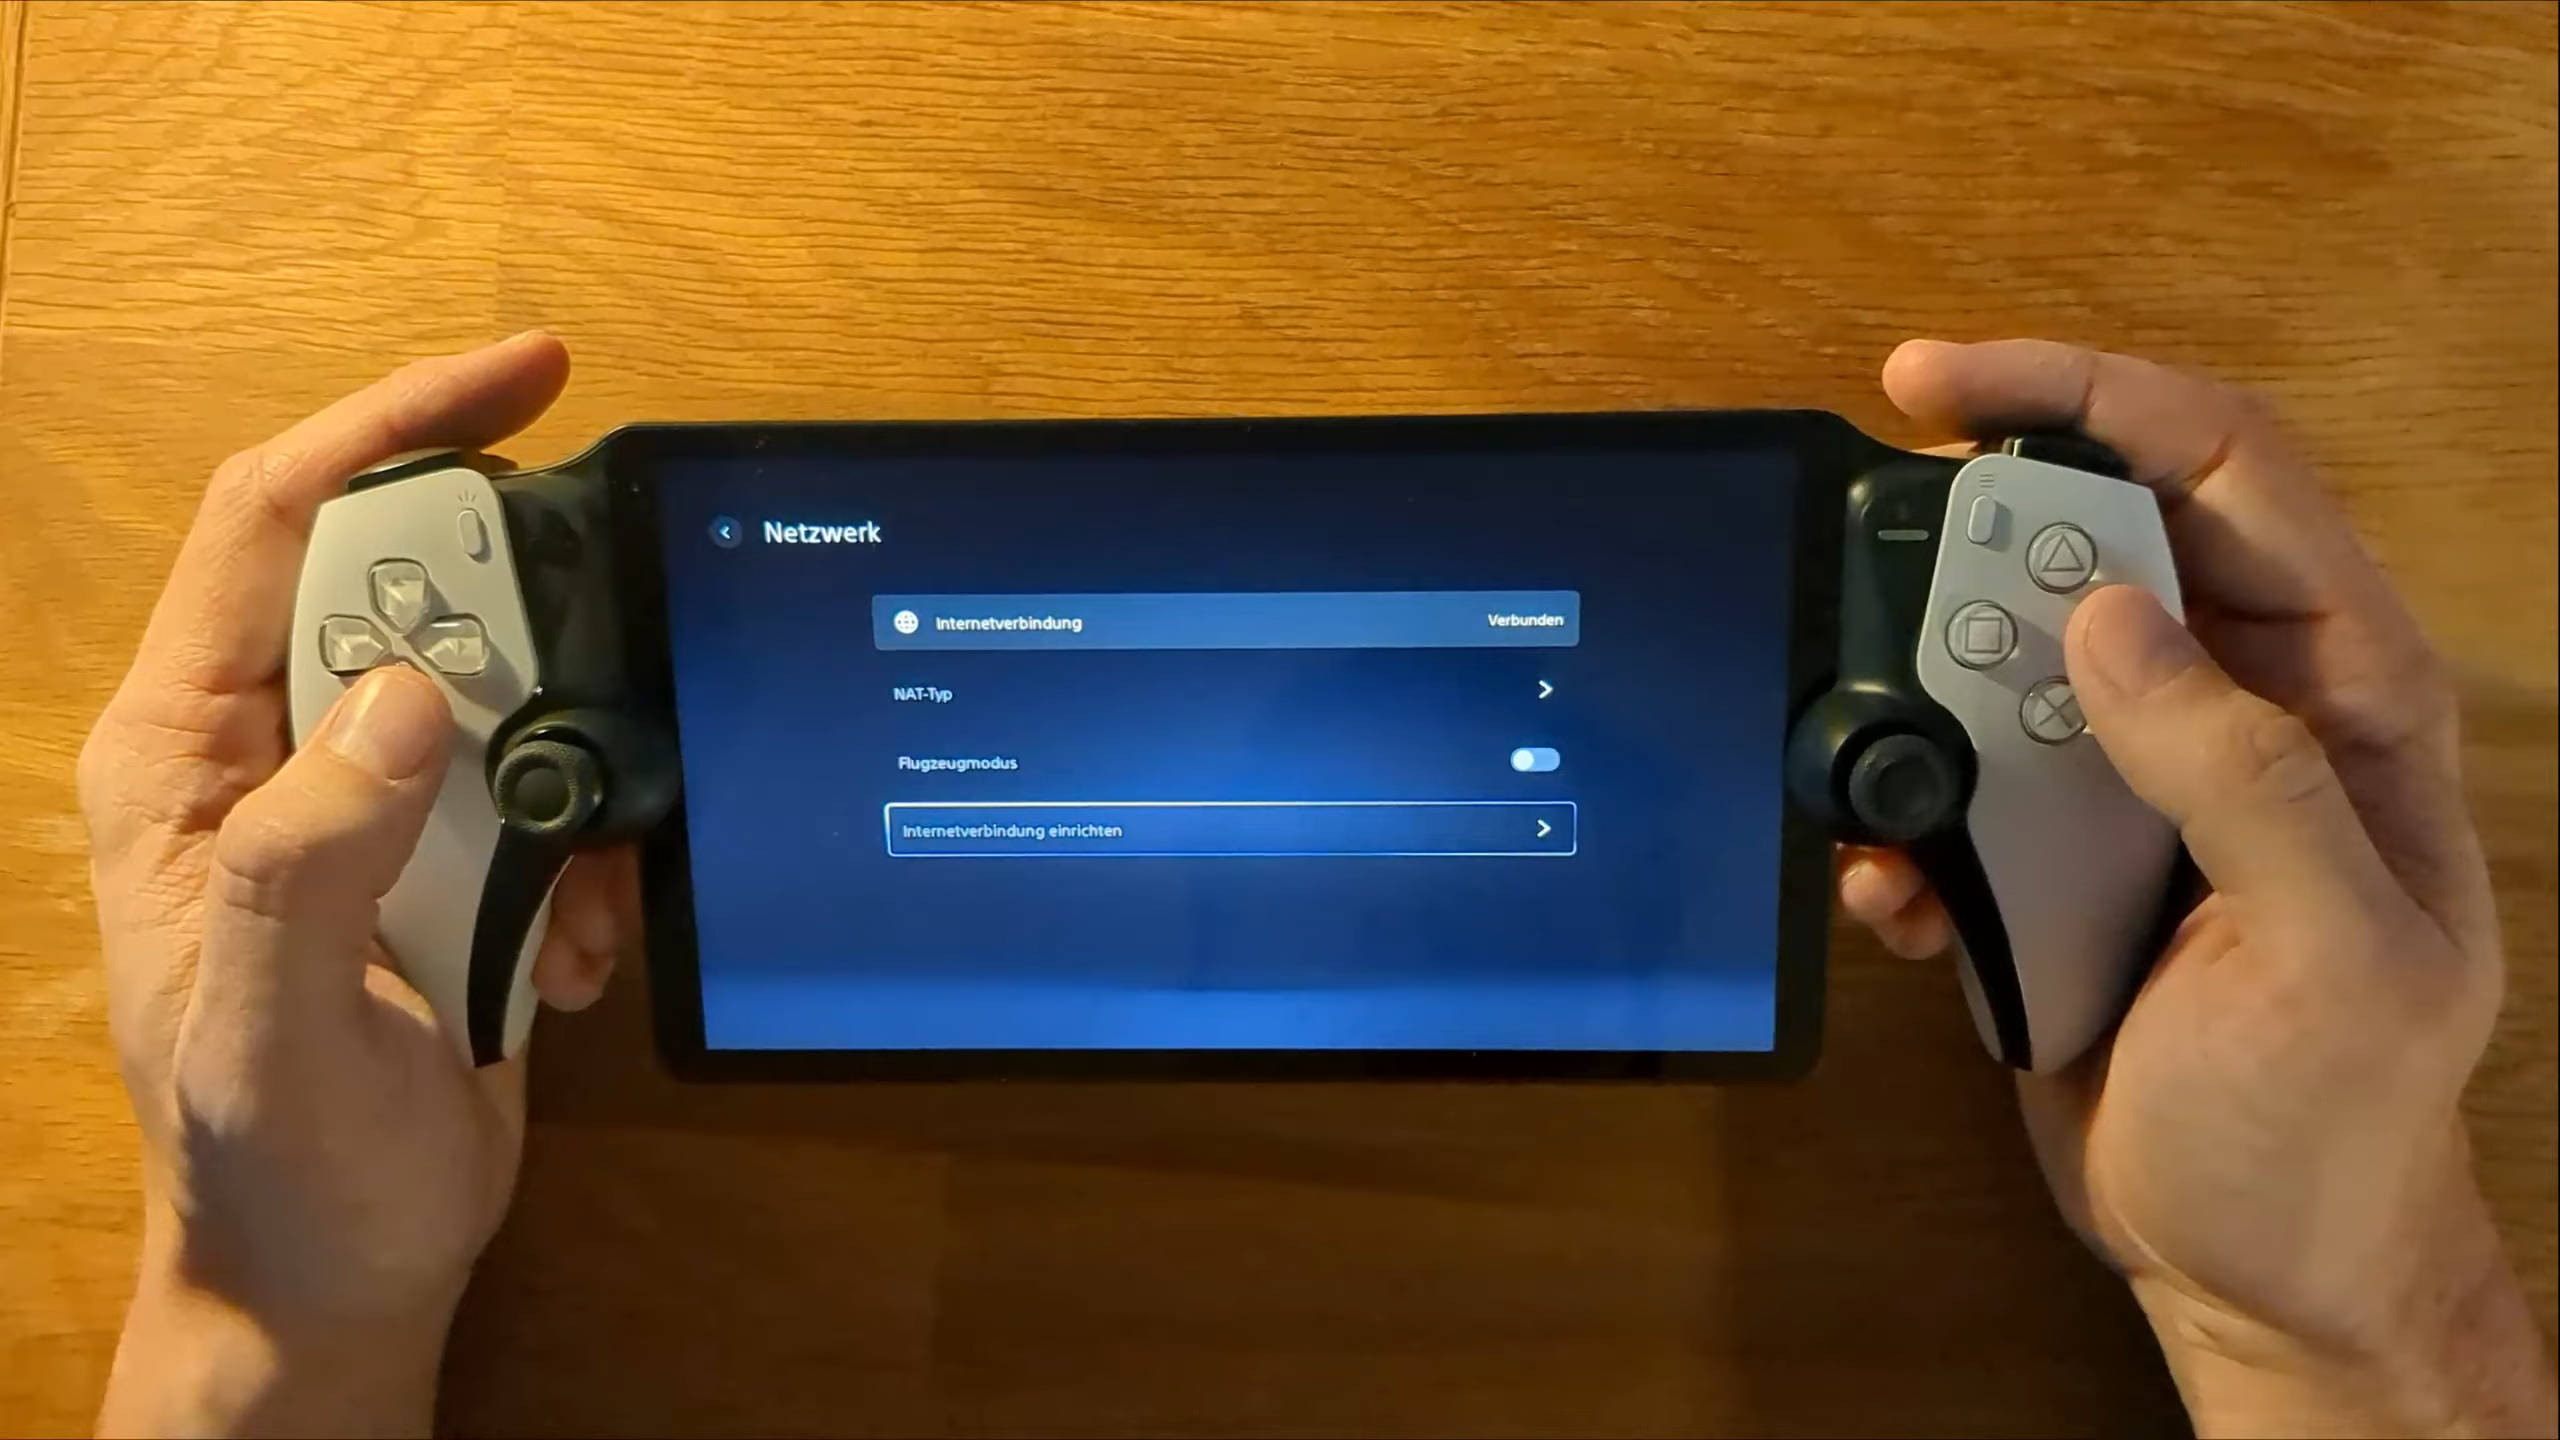 Netzwerk
Internetverbindung Verbunden
NAT-Typ
Flugzeugmodus
Internetverbindung einrichten